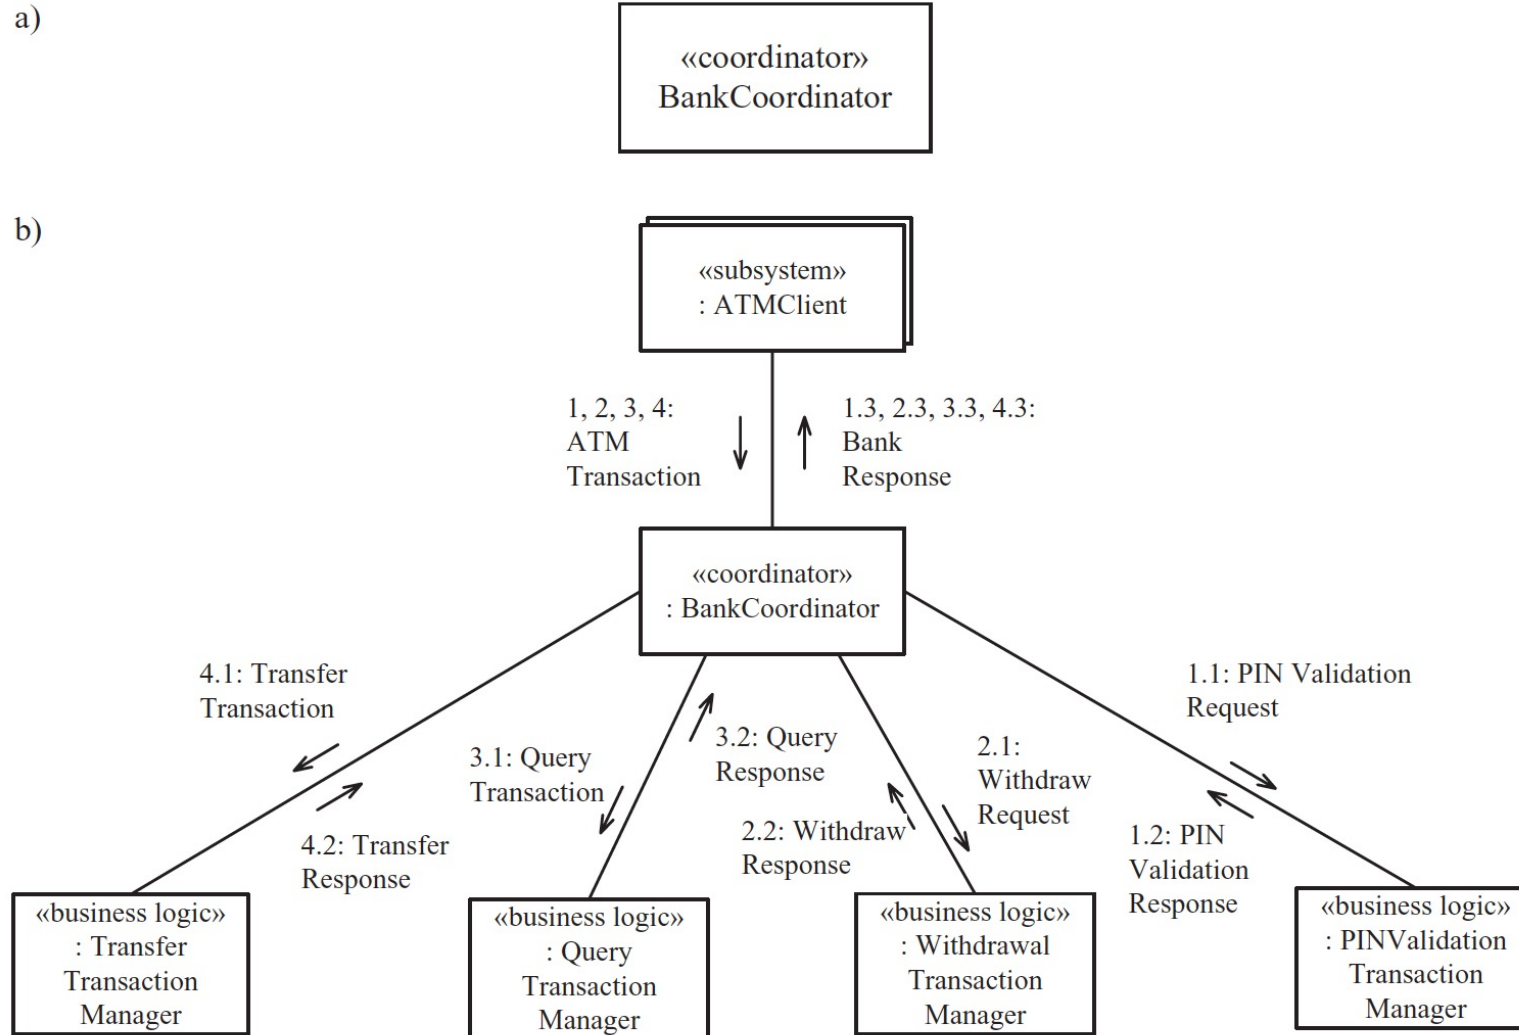 a)
«coordinator»
BankCoordinator
b)
«subsystem»
: ATMClient
1, 2, 3, 4:
ATM
Transaction
1.3, 2.3, 3.3, 4.3:
Bank
Response
«coordinator»
: BankCoordinator
4.1: Transfer
Transaction
4.2: Transfer
Response
3.1: Query
Transaction
3.2: Query
Response
2.2: Withdraw
Response
2.1:
Withdraw
Request
1.1: PIN Validation
Request
1.2: PIN
Validation
Response
«business logic»
: Transfer
Transaction
Manager
«business logic»
: Query
Transaction
Manager
«business logic»
: Withdrawal
Transaction
Manager
«business logic»
: PINValidation
Transaction
Manager